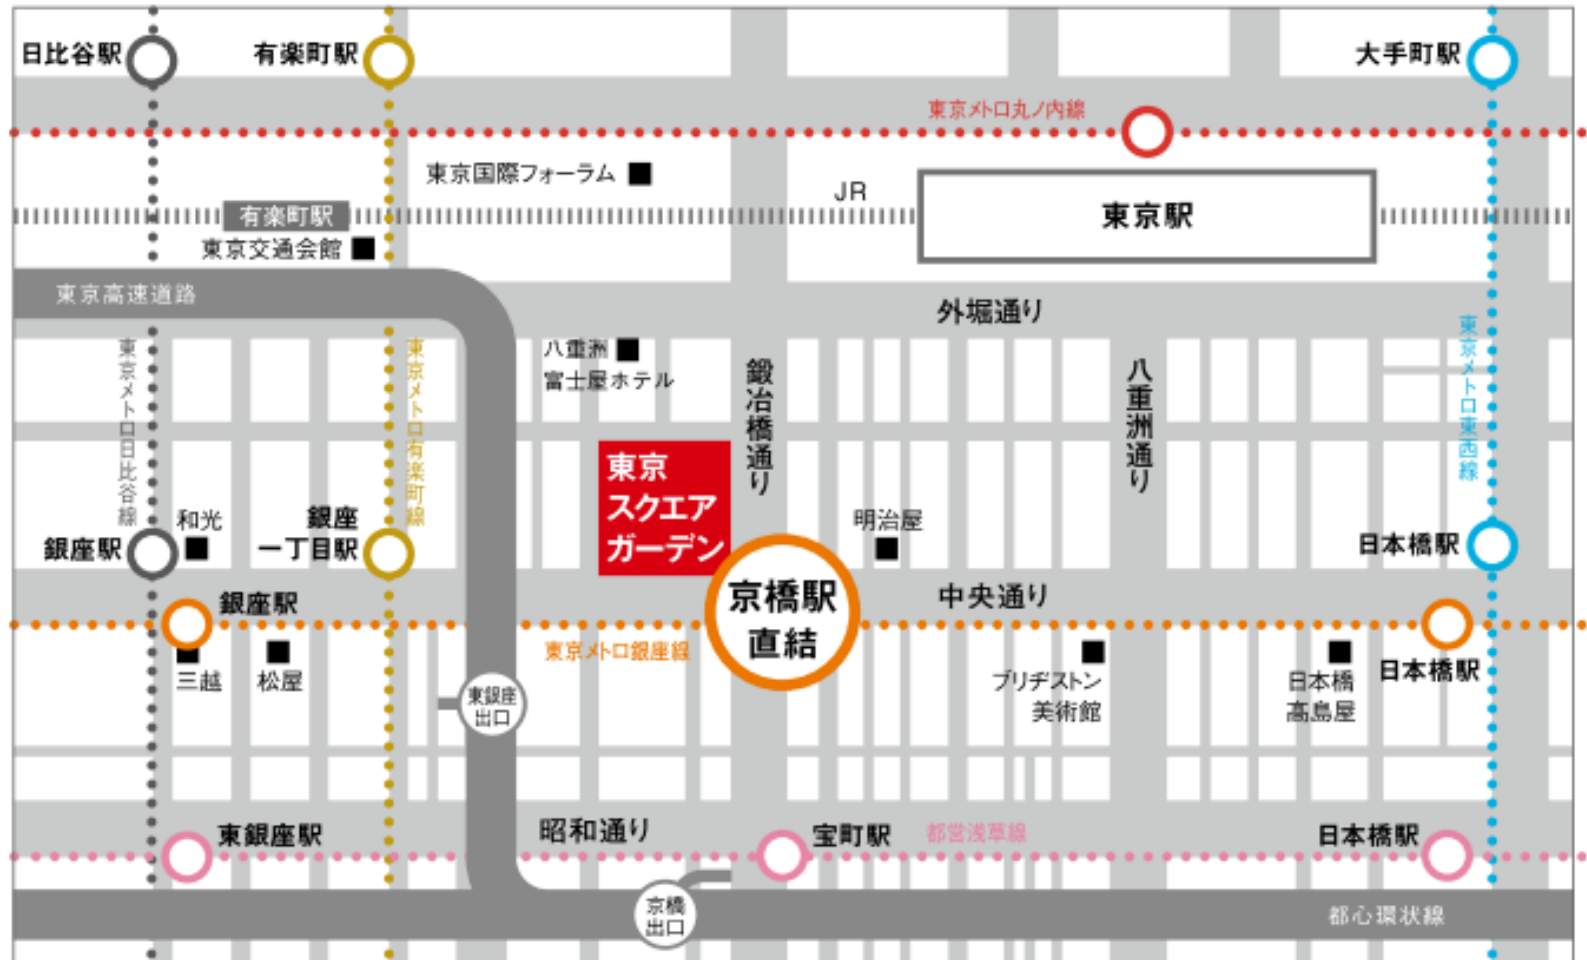 日比谷駅
有楽町駅
大手町駅
東京メトロ丸ノ内線
東京国際フォーラム
JR
有楽町駅
東京駅
東京交通会館
東京高速道路
外堀通り
東京メトロ日比谷線
東京メトロ有楽町線
八重洲
富士屋ホテル
鍛冶橋通り
八重洲通り
東京メトロ東西線
東京
スクエア
ガーデン
和光
銀座駅
銀座
一丁目駅
明治屋
日本橋駅
京橋駅
直結
銀座駅
中央通り
東京メトロ銀座線
三越
松屋
ブリヂストン
美術館
日本橋
髙島屋
日本橋駅
東銀座
出口
東銀座駅
昭和通り
宝町駅
都営浅草線
日本橋駅
京橋
出口
都心環状線